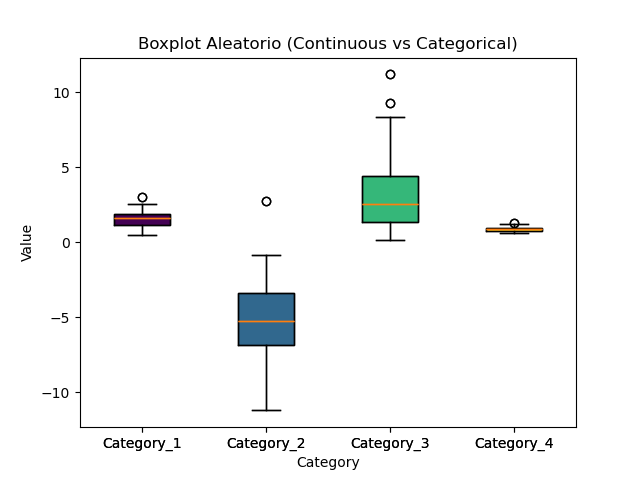 Boxplot Aleatorio (Continuous vs Categorical)
10
5
0
−5
−10
Value
Category_1 Category_2 Category_3 Category_4
Category